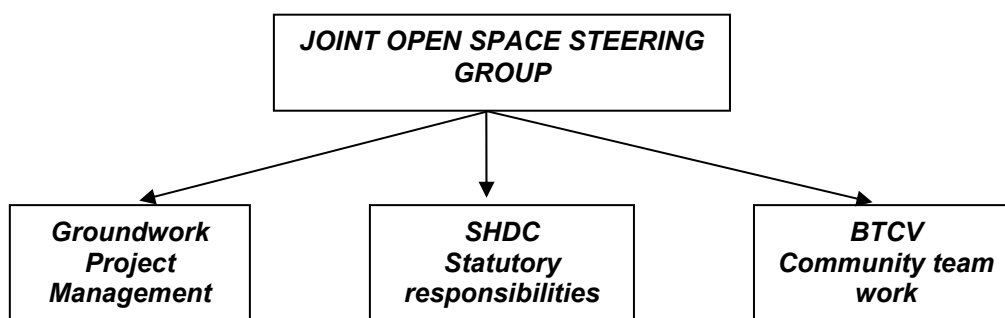 JOINT OPEN SPACE STEERING
GROUP
Groundwork
Project
Management
SHDC
Statutory
responsibilities
BTCV
Community team
work